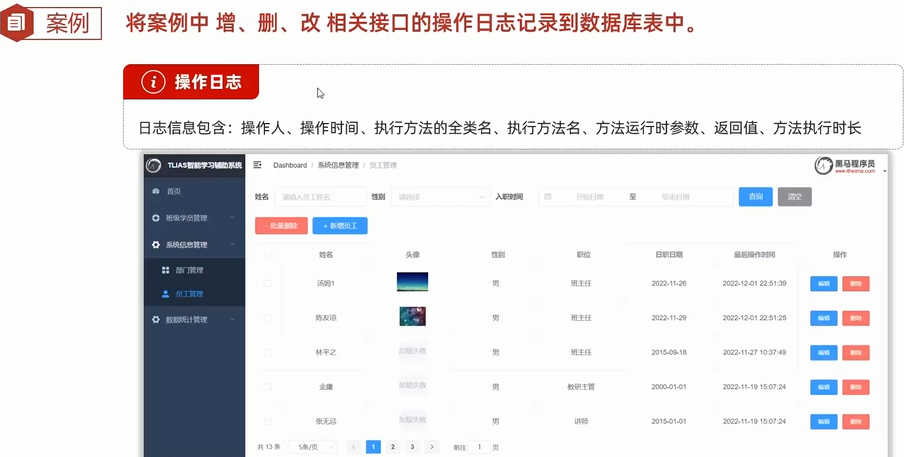 案例
将案例中 增、删、改 相关接口的操作日志记录到数据库表中。
操作日志
日志信息包含：操作人、操作时间、执行方法的全类名、执行方法名、方法运行时参数、返回值、方法执行时长
TLIAS智能学习辅助系统
Dashboard / 系统信息管理 / 员工管理
黑马程序员
www.itheima.com
首页
班级学员管理
系统信息管理
部门管理
员工管理
数据统计管理
姓名 请输入员工姓名 性别 请选择 入职时间 开始日期 至 结束日期 查询 清空
- 批量删除 + 新增员工
姓名 头像 性别 职位 入职日期 最后操作时间 操作
汤姆1 男 班主任 2022-11-26 2022-12-01 22:51:39 编辑 删除
陈友谅 男 班主任 2022-11-29 2022-12-01 22:51:25 编辑 删除
林平之 加载失败 男 班主任 2015-09-18 2022-11-27 10:37:49 编辑 删除
金庸 加载失败 男 教研主管 2000-01-01 2022-11-19 15:07:24 编辑 删除
张无忌 加载失败 男 讲师 2015-01-01 2022-11-19 15:07:24 编辑 删除
共 13 条 5条/页 < 1 2 3 > 前往 1 页